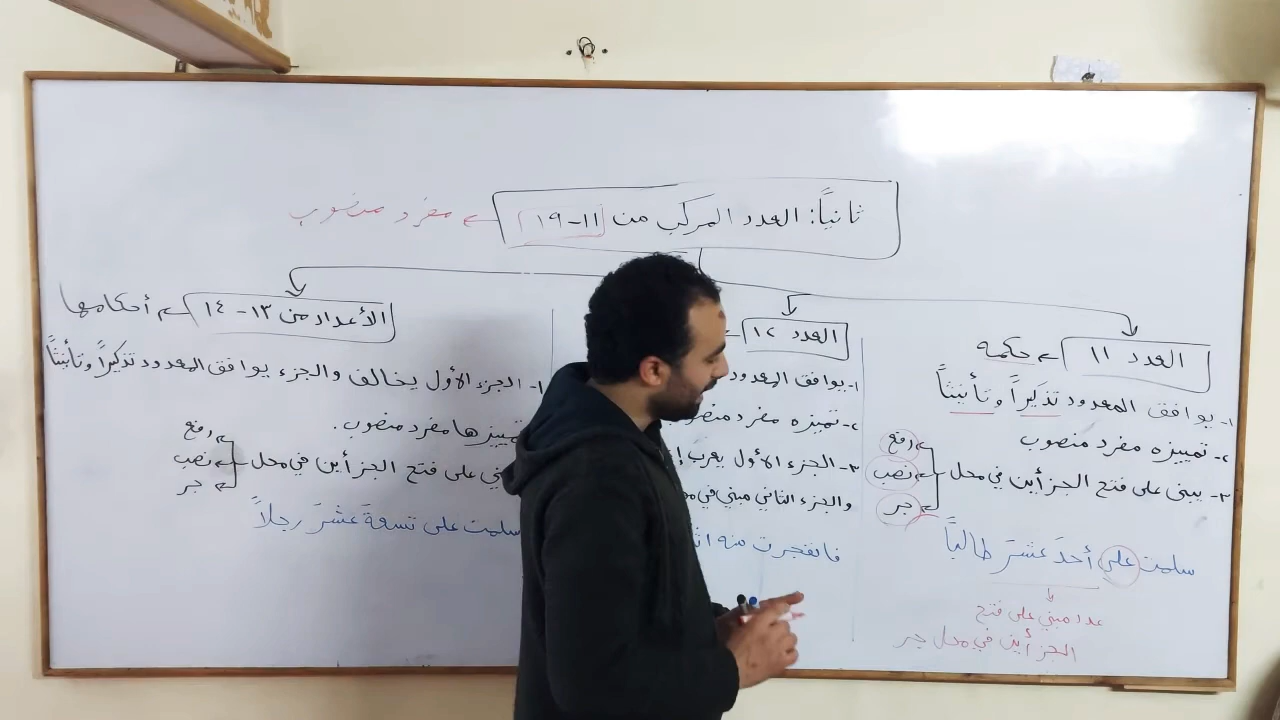 ثانياً: العدد المركب من ١١-١٩ ← مفرد منصوب
العدد ١١ ← حكمه
١- يوافق المعدود تذكيراً وتأنيثاً
٢- تمييزه مفرد منصوب
٣- يبنى على فتح الجزأين في محل
رفع
نصب
جر
سلمت على أحدَ عشرَ طالباً
عدد مبني على فتح
الجزأين في محل جر
العدد ١٢
١- يوافق المعدود
٢- تمييزه مفرد
٣- الجزء الأول يعرب
والجزء الثاني مبني في
فانفجرت منه
الأعداد من ١٣- ١٤ ← أحكامها
١- الجزء الأول يخالف والجزء يوافق المعدود تذكيراً وتأنيثاً
تمييزها مفرد منصوب.
على فتح الجزأين في محل
رفع
نصب
جر
سلمت على تسعةَ عشرَ رجلاً